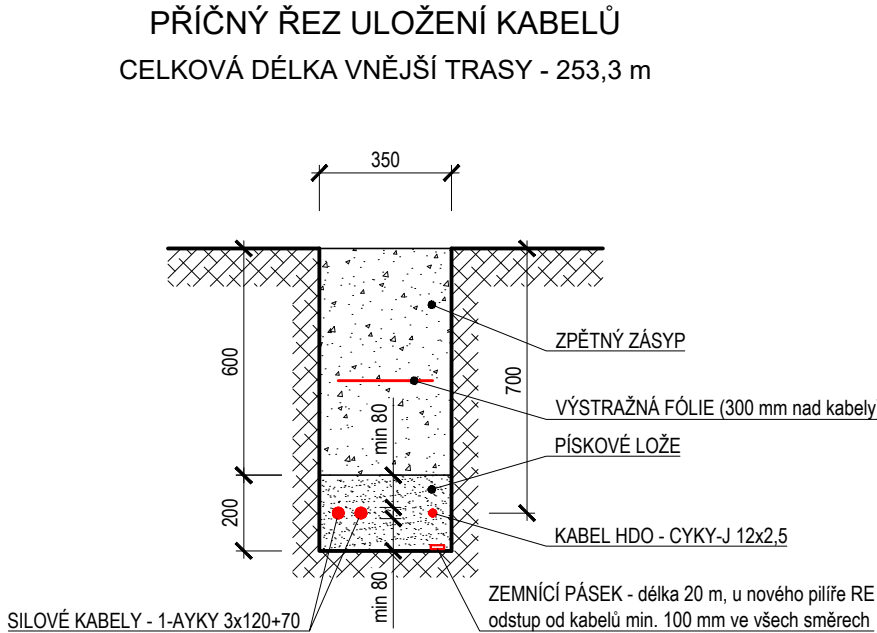 PŘÍČNÝ ŘEZ ULOŽENÍ KABELŮ
CELKOVÁ DÉLKA VNĚJŠÍ TRASY - 253,3 m
350
600
700
ZPĚTNÝ ZÁSYP
VÝSTRAŽNÁ FÓLIE (300 mm nad kabely
min 80
PÍSKOVÉ LOŽE
200
KABEL HDO - CYKY-J 12x2,5
min 80
ZEMNÍCÍ PÁSEK - délka 20 m, u nového pilíře RE
odstup od kabelů min. 100 mm ve všech směrech
SILOVÉ KABELY - 1-AYKY 3x120+70